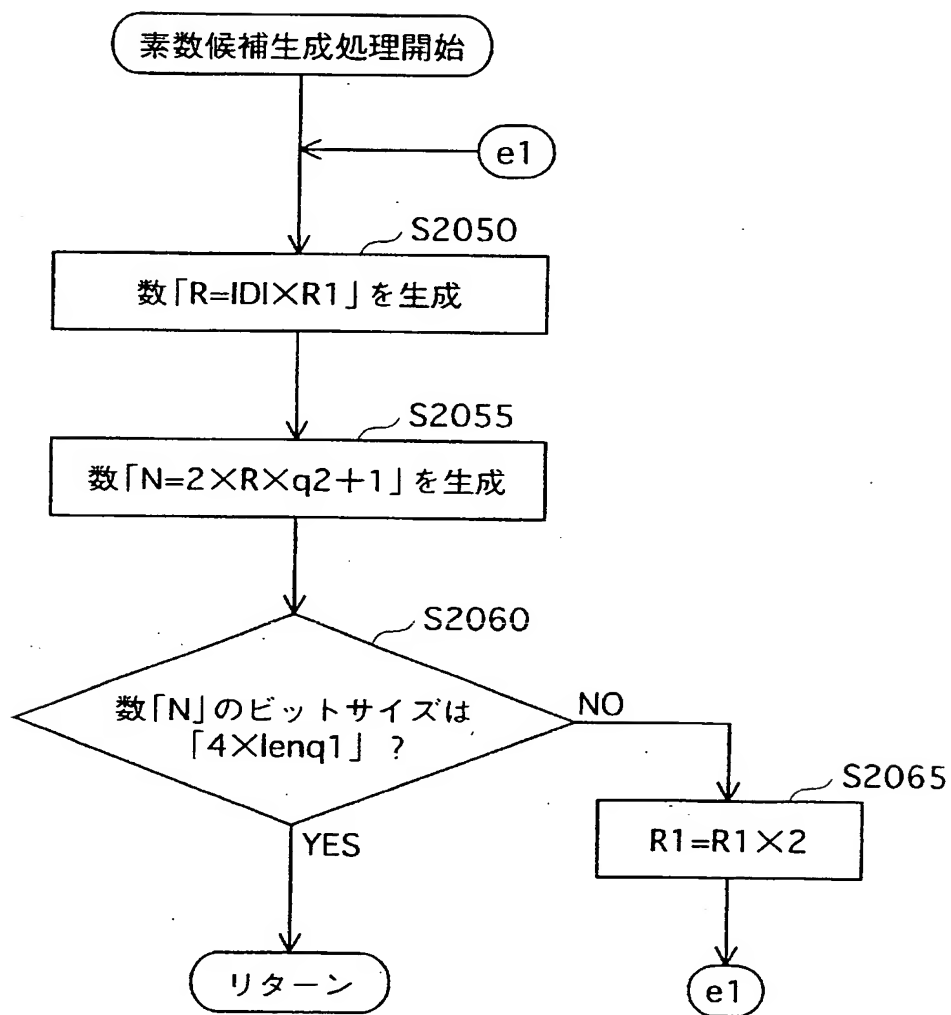 素数候補生成処理開始
e1
S2050
数「R=IDI×R1」を生成
S2055
数「N=2×R×q2+1」を生成
S2060
数「N」のビットサイズは
「4×lenq1」?
NO
YES
S2065
R1=R1×2
リターン
e1